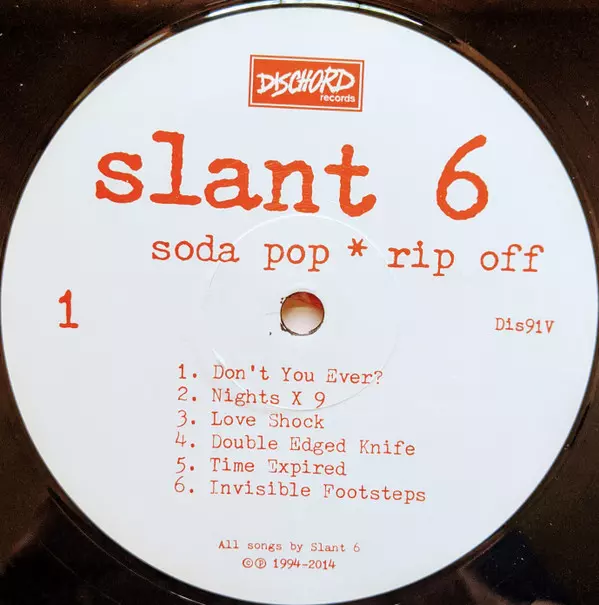 DISCHORD
records
slant 6
soda pop * rip off
1
Dis91V
1. Don't You Ever?
2. Nights X 9
3. Love Shock
4. Double Edged Knife
5. Time Expired
6. Invisible Footsteps
All songs by Slant 6
©℗ 1994-2014